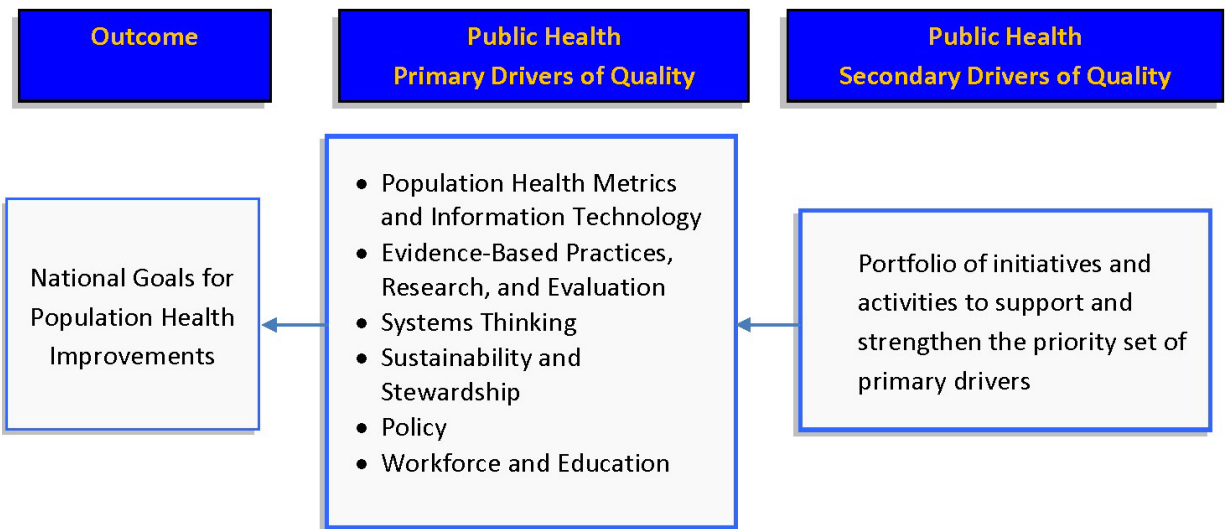 Outcome
Public Health
Primary Drivers of Quality
Public Health
Secondary Drivers of Quality
National Goals for
Population Health
Improvements
• Population Health Metrics
and Information Technology
• Evidence-Based Practices,
Research, and Evaluation
• Systems Thinking
• Sustainability and
Stewardship
• Policy
• Workforce and Education
Portfolio of initiatives and
activities to support and
strengthen the priority set of
primary drivers